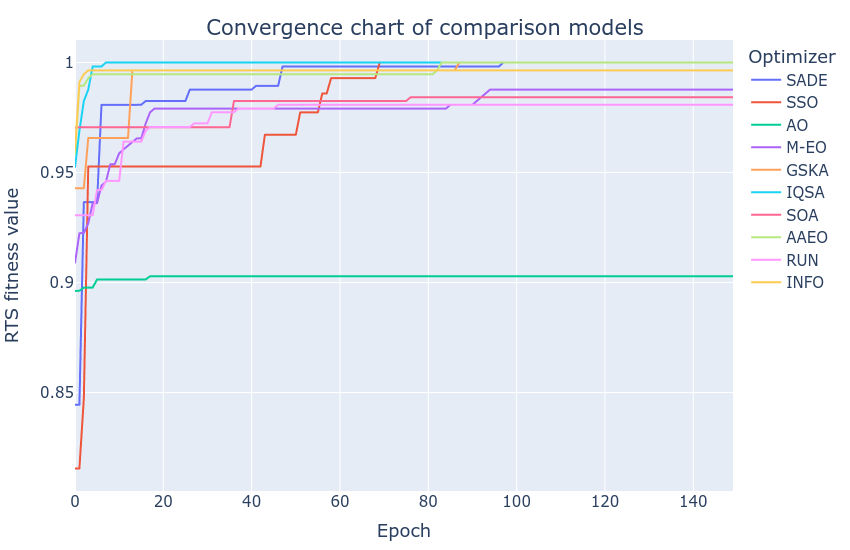 Convergence chart of comparison models
RTS fitness value
1
0.95
0.9
0.85
0
20
40
60
80
100
120
140
Epoch
Optimizer
SADE
SSO
AO
M-EO
GSKA
IQSA
SOA
AAEO
RUN
INFO